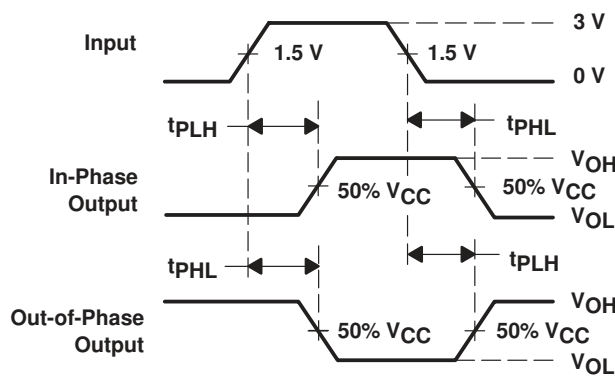 3 V
Input
1.5 V
1.5 V
0 V
tPLH
tPHL
VOH
In-Phase
Output
50% VCC
50% VCC
VOL
tPHL
tPLH
VOH
Out-of-Phase
Output
50% VCC
50% VCC
VOL